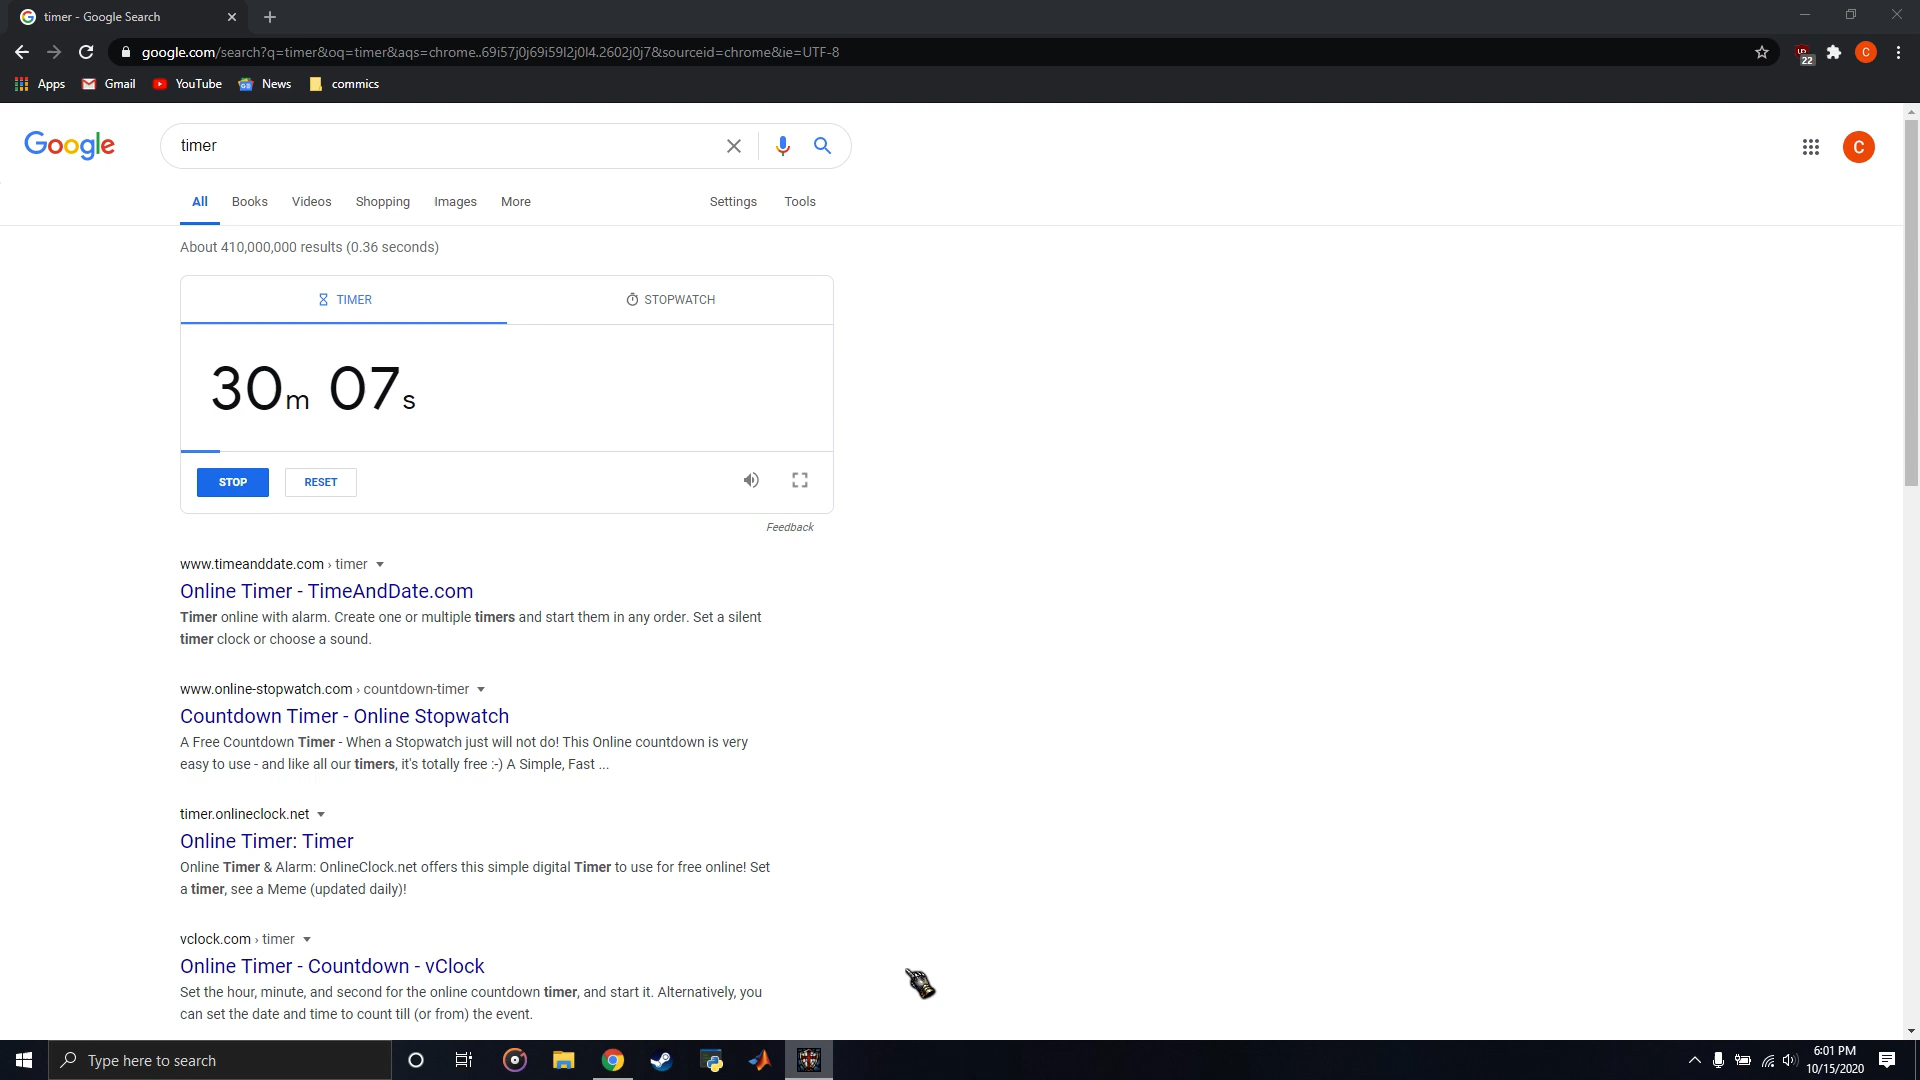 timer - Google Search
google.com/search?q=timer&oq=timer&aqs=chrome..69i57j0j69i59l2j0l4.2602j0j7&sourceid=chrome&ie=UTF-8
22
C
Apps Gmail YouTube News commics
Google
timer
C
All Books Videos Shopping Images More Settings Tools
About 410,000,000 results (0.36 seconds)
TIMER STOPWATCH
30m 07s
STOP RESET
Feedback
www.timeanddate.com › timer
Online Timer - TimeAndDate.com
Timer online with alarm. Create one or multiple timers and start them in any order. Set a silent
timer clock or choose a sound.
www.online-stopwatch.com › countdown-timer
Countdown Timer - Online Stopwatch
A Free Countdown Timer - When a Stopwatch just will not do! This Online countdown is very
easy to use - and like all our timers, it's totally free :-) A Simple, Fast ...
timer.onlineclock.net
Online Timer: Timer
Online Timer & Alarm: OnlineClock.net offers this simple digital Timer to use for free online! Set
a timer, see a Meme (updated daily)!
vclock.com › timer
Online Timer - Countdown - vClock
Set the hour, minute, and second for the online countdown timer, and start it. Alternatively, you
can set the date and time to count till (or from) the event.
Type here to search
6:01 PM
10/15/2020